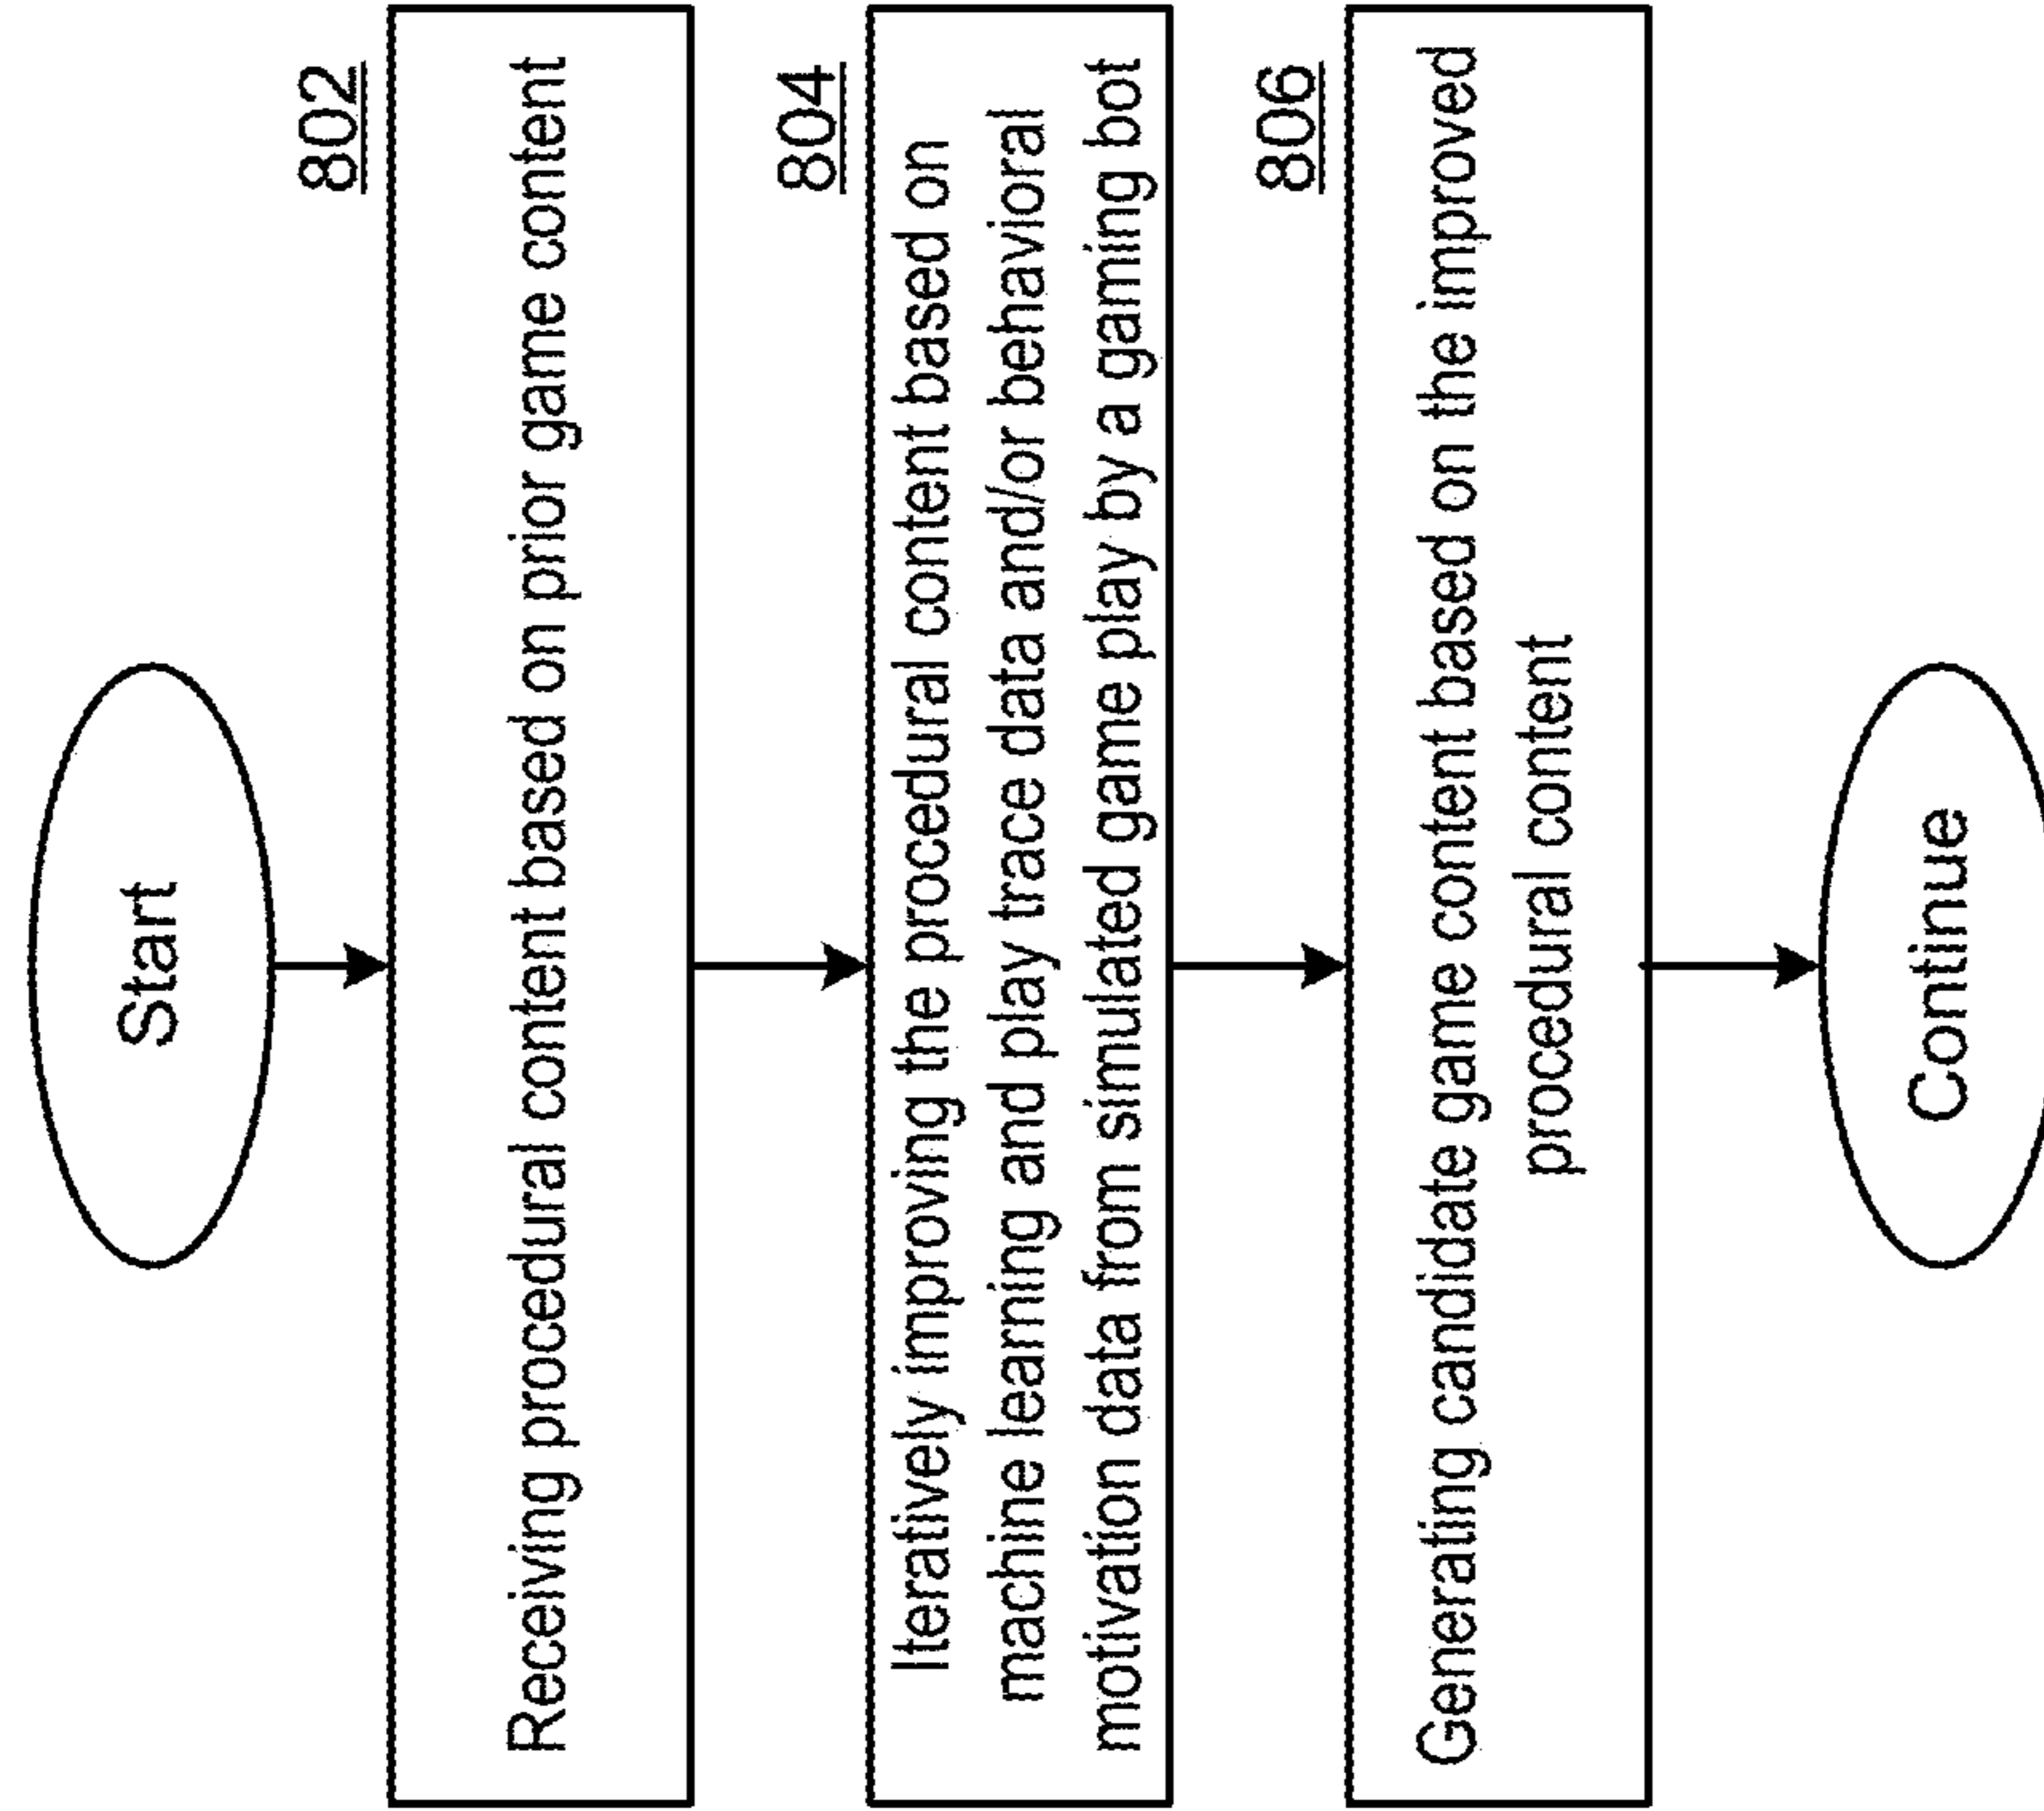 Start
802
Receiving procedural content based on prior game content
804
Iteratively improving the procedural content based on
machine learning and play trace data and/or behavioral
motivation data from simulated game play by a gaming bot
806
Generating candidate game content based on the improved
procedural content
Continue